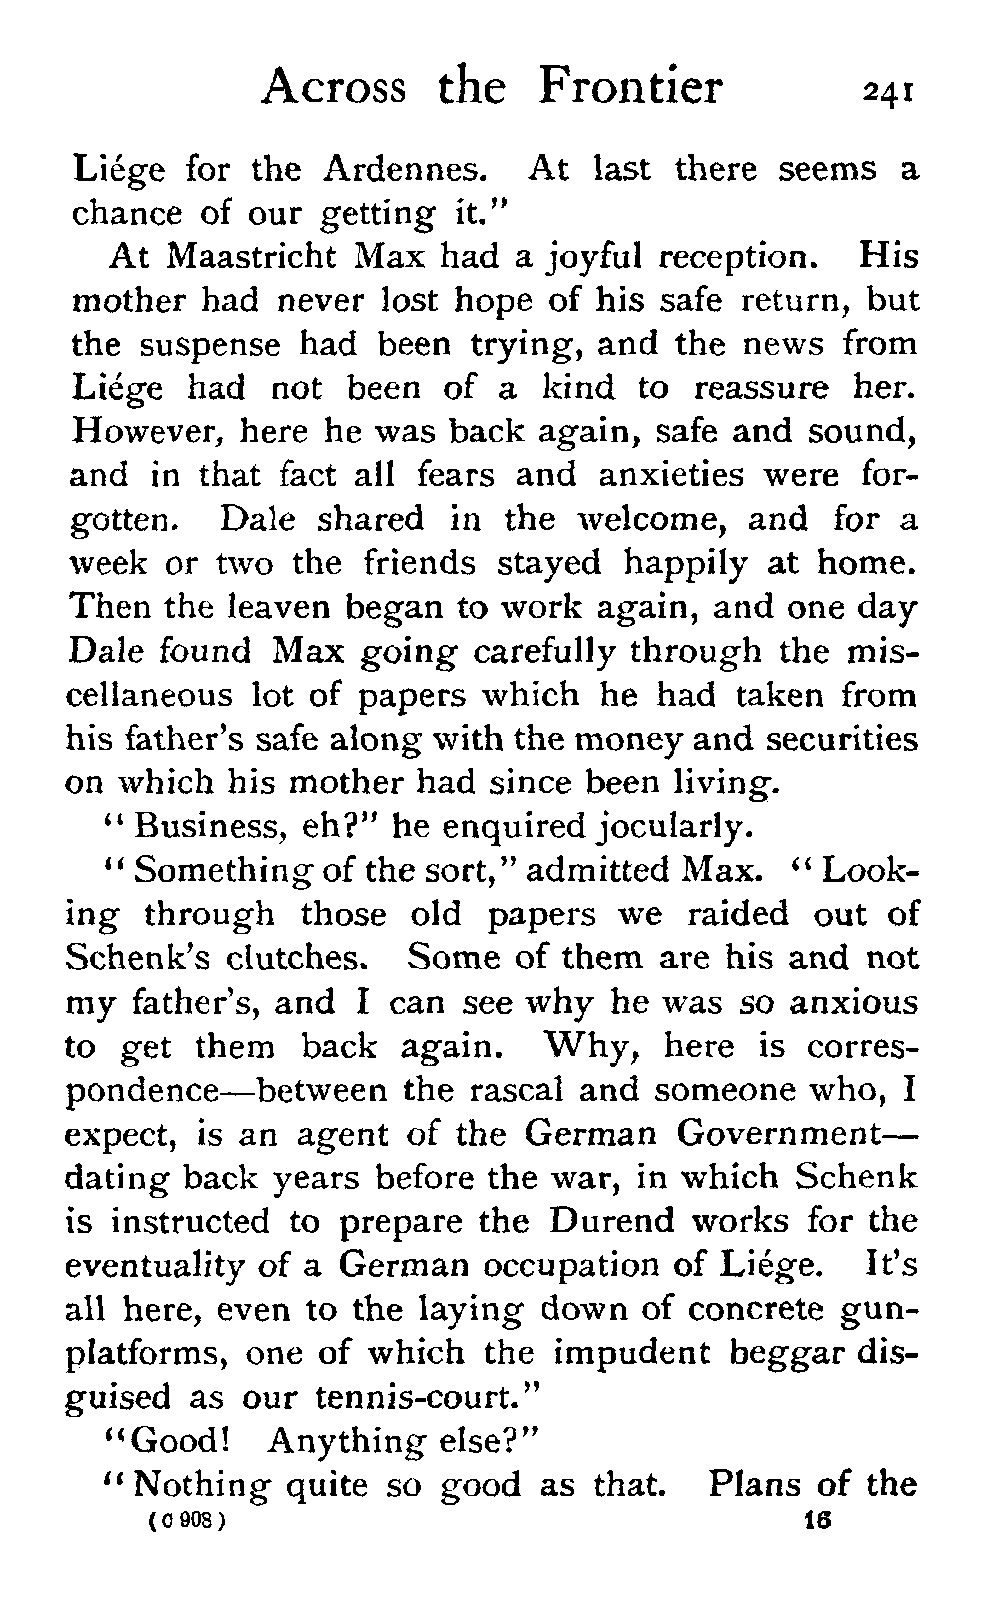 Across the Frontier 241
Liége for the Ardennes. At last there seems a
chance of our getting it."
At Maastricht Max had a joyful reception. His
mother had never lost hope of his safe return, but
the suspense had been trying, and the news from
Liége had not been of a kind to reassure her.
However, here he was back again, safe and sound,
and in that fact all fears and anxieties were for-
gotten. Dale shared in the welcome, and for a
week or two the friends stayed happily at home.
Then the leaven began to work again, and one day
Dale found Max going carefully through the mis-
cellaneous lot of papers which he had taken from
his father's safe along with the money and securities
on which his mother had since been living.
"Business, eh?" he enquired jocularly.
"Something of the sort," admitted Max. "Look-
ing through those old papers we raided out of
Schenk's clutches. Some of them are his and not
my father's, and I can see why he was so anxious
to get them back again. Why, here is corres-
pondence—between the rascal and someone who, I
expect, is an agent of the German Government—
dating back years before the war, in which Schenk
is instructed to prepare the Durend works for the
eventuality of a German occupation of Liége. It's
all here, even to the laying down of concrete gun-
platforms, one of which the impudent beggar dis-
guised as our tennis-court."
"Good! Anything else?"
"Nothing quite so good as that. Plans of the
(C 908) 16